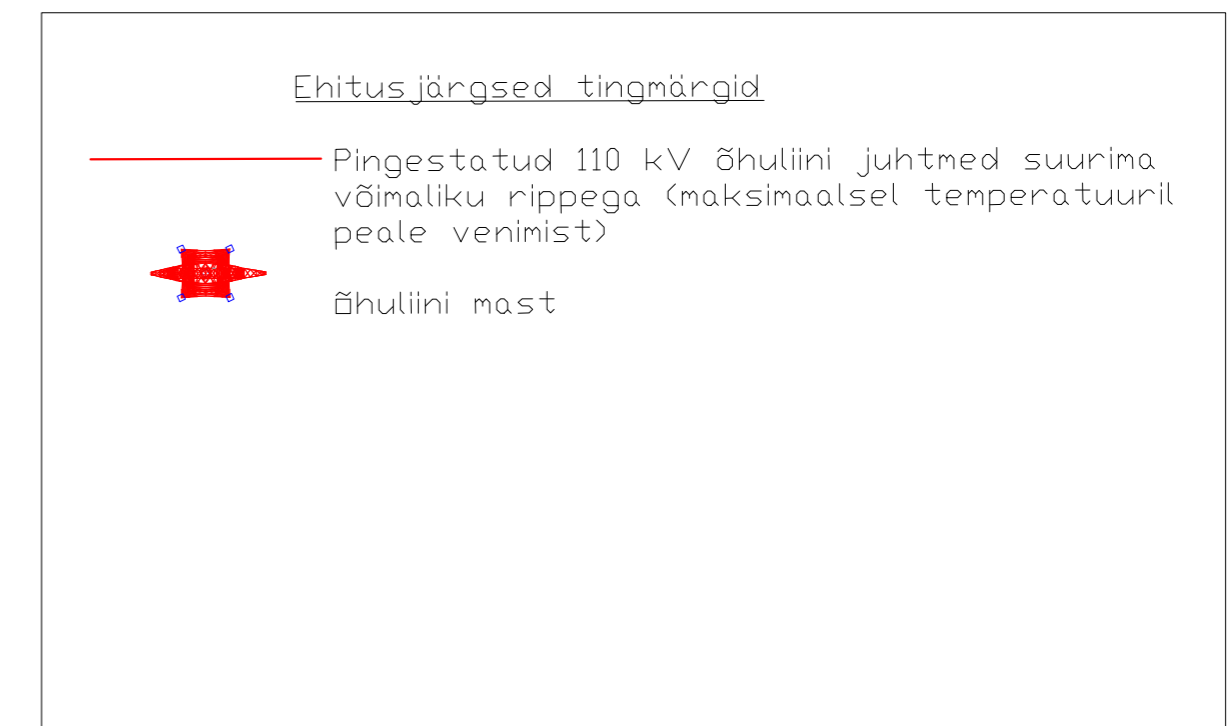 Ehitusjärgsed tingmärgid
Pingestatud 110 kV õhuliini juhtmed suurima
võimaliku rippega (maksimaalsel temperatuuril
peale venimist)
Õhuliini mast